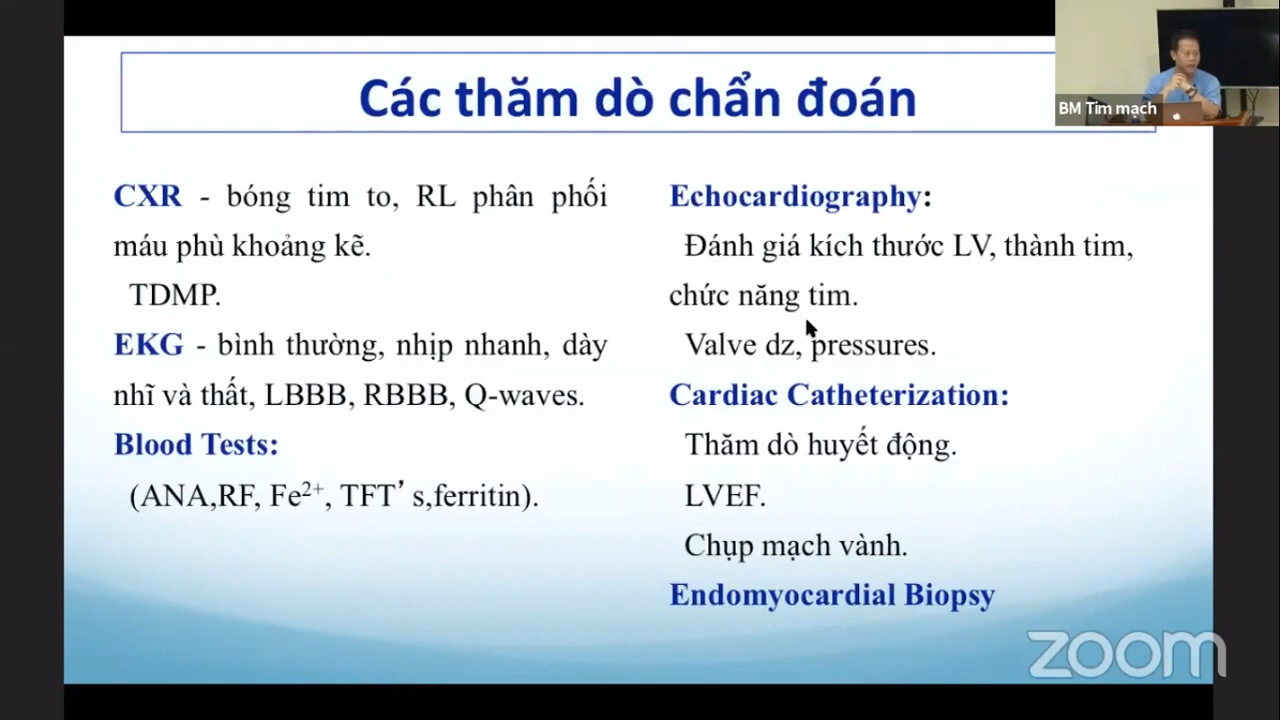 Các thăm dò chẩn đoán
BM Tim mạch
CXR - bóng tim to, RL phân phối
máu phù khoảng kẽ.
TDMP.
EKG - bình thường, nhịp nhanh, dày
nhĩ và thất, LBBB, RBBB, Q-waves.
Blood Tests:
(ANA,RF, Fe2+, TFT’s,ferritin).
Echocardiography:
Đánh giá kích thước LV, thành tim,
chức năng tim.
Valve dz, pressures.
Cardiac Catheterization:
Thăm dò huyết động.
LVEF.
Chụp mạch vành.
Endomyocardial Biopsy
zoom